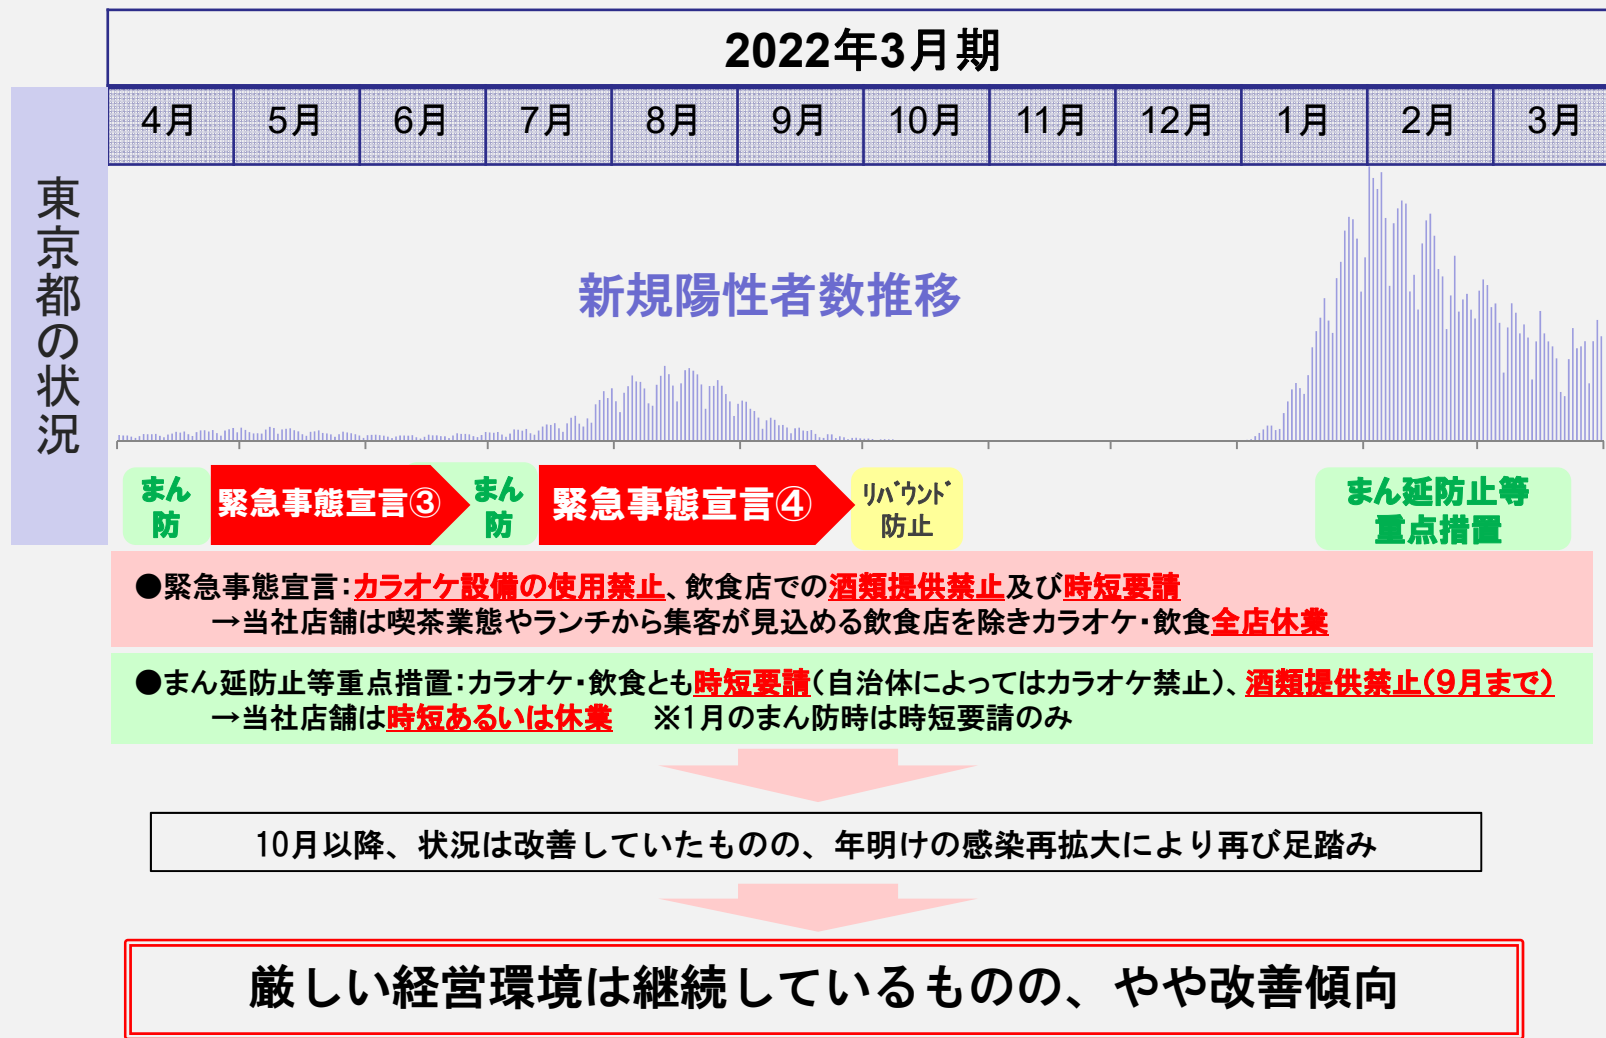 2022年3月期
4月 5月 6月 7月 8月 9月 10月 11月 12月 1月 2月 3月
東京都の状況
新規陽性者数推移
まん
防
緊急事態宣言③
まん
防
緊急事態宣言④
ﾘﾊﾞｳﾝﾄﾞ
防止
まん延防止等
重点措置
●緊急事態宣言：カラオケ設備の使用禁止、飲食店での酒類提供禁止及び時短要請
→当社店舗は喫茶業態やランチから集客が見込める飲食店を除きカラオケ・飲食全店休業
●まん延防止等重点措置：カラオケ・飲食とも時短要請（自治体によってはカラオケ禁止）、酒類提供禁止（9月まで）
→当社店舗は時短あるいは休業　※1月のまん防時は時短要請のみ
10月以降、状況は改善していたものの、年明けの感染再拡大により再び足踏み
厳しい経営環境は継続しているものの、やや改善傾向